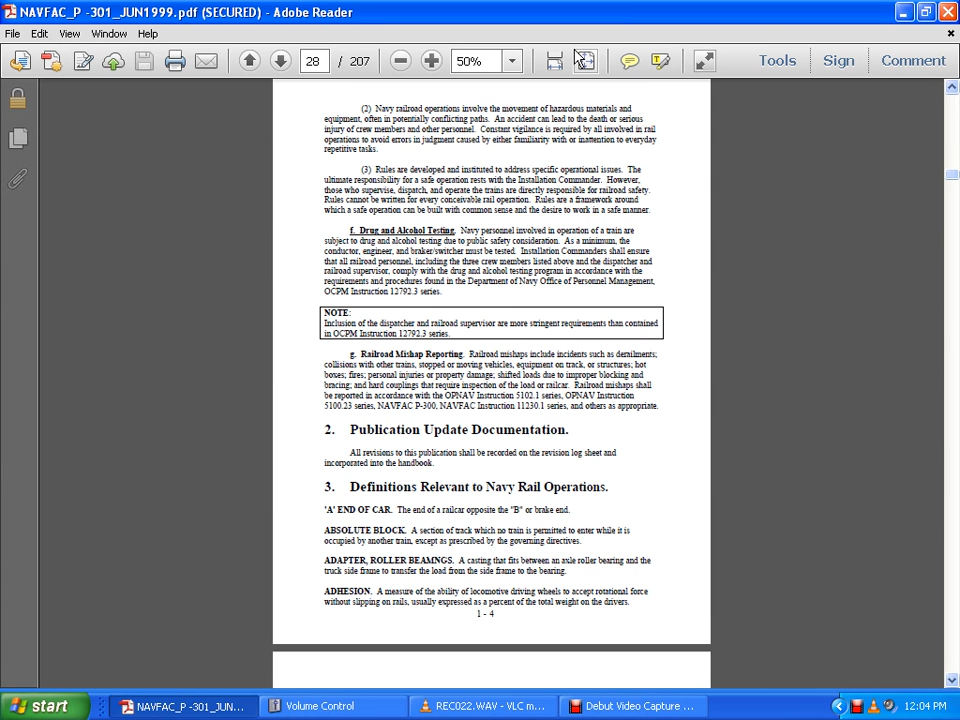 NAVFAC_P -301_JUN1999.pdf (SECURED) - Adobe Reader
File Edit View Window Help
28 / 207 50% Tools Sign Comment
(2) Navy railroad operations involve the movement of hazardous materials and
equipment, often in potentially conflicting paths. An accident can lead to the death or serious
injury of crew members and other personnel. Constant vigilance is required by all involved in rail
operations to avoid errors in judgment caused by either familiarity with or inattention to everyday
repetitive tasks.
(3) Rules are developed and instituted to address specific operational issues. The
ultimate responsibility for a safe operation rests with the Installation Commander. However,
those who supervise, dispatch, and operate the trains are directly responsible for railroad safety.
Rules cannot be written for every conceivable rail operation. Rules are a framework around
which a safe operation can be built with common sense and the desire to work in a safe manner.
f. Drug and Alcohol Testing. Navy personnel involved in operation of a train are
subject to drug and alcohol testing due to public safety consideration. As a minimum, the
conductor, engineer, and braker/switcher must be tested. Installation Commanders shall ensure
that all railroad personnel, including the three crew members listed above and the dispatcher and
railroad supervisor, comply with the drug and alcohol testing program in accordance with the
requirements and procedures found in the Department of Navy Office of Personnel Management,
OCPM Instruction 12792.3 series.
NOTE:
Inclusion of the dispatcher and railroad supervisor are more stringent requirements than contained
in OCPM Instruction 12792.3 series.
g. Railroad Mishap Reporting. Railroad mishaps include incidents such as derailments;
collisions with other trains, stopped or moving vehicles, equipment on track, or structures; hot
boxes; fires; personal injuries or property damage; shifted loads due to improper blocking and
bracing; and hard couplings that require inspection of the load or railcar. Railroad mishaps shall
be reported in accordance with the OPNAV Instruction 5102.1 series, OPNAV Instruction
5100.23 series, NAVFAC P-300, NAVFAC Instruction 11230.1 series, and others as appropriate.
2. Publication Update Documentation.
All revisions to this publication shall be recorded on the revision log sheet and
incorporated into the handbook.
3. Definitions Relevant to Navy Rail Operations.
'A' END OF CAR. The end of a railcar opposite the "B" or brake end.
ABSOLUTE BLOCK. A section of track which no train is permitted to enter while it is
occupied by another train, except as prescribed by the governing directives.
ADAPTER, ROLLER BEAMNGS. A casting that fits between an axle roller bearing and the
truck side frame to transfer the load from the side frame to the bearing.
ADHESION. A measure of the ability of locomotive driving wheels to accept rotational force
without slipping on rails, usually expressed as a percent of the total weight on the drivers.
1 - 4
start NAVFAC_P -301_JUN... Volume Control REC022.WAV - VLC m... Debut Video Capture ... 12:04 PM